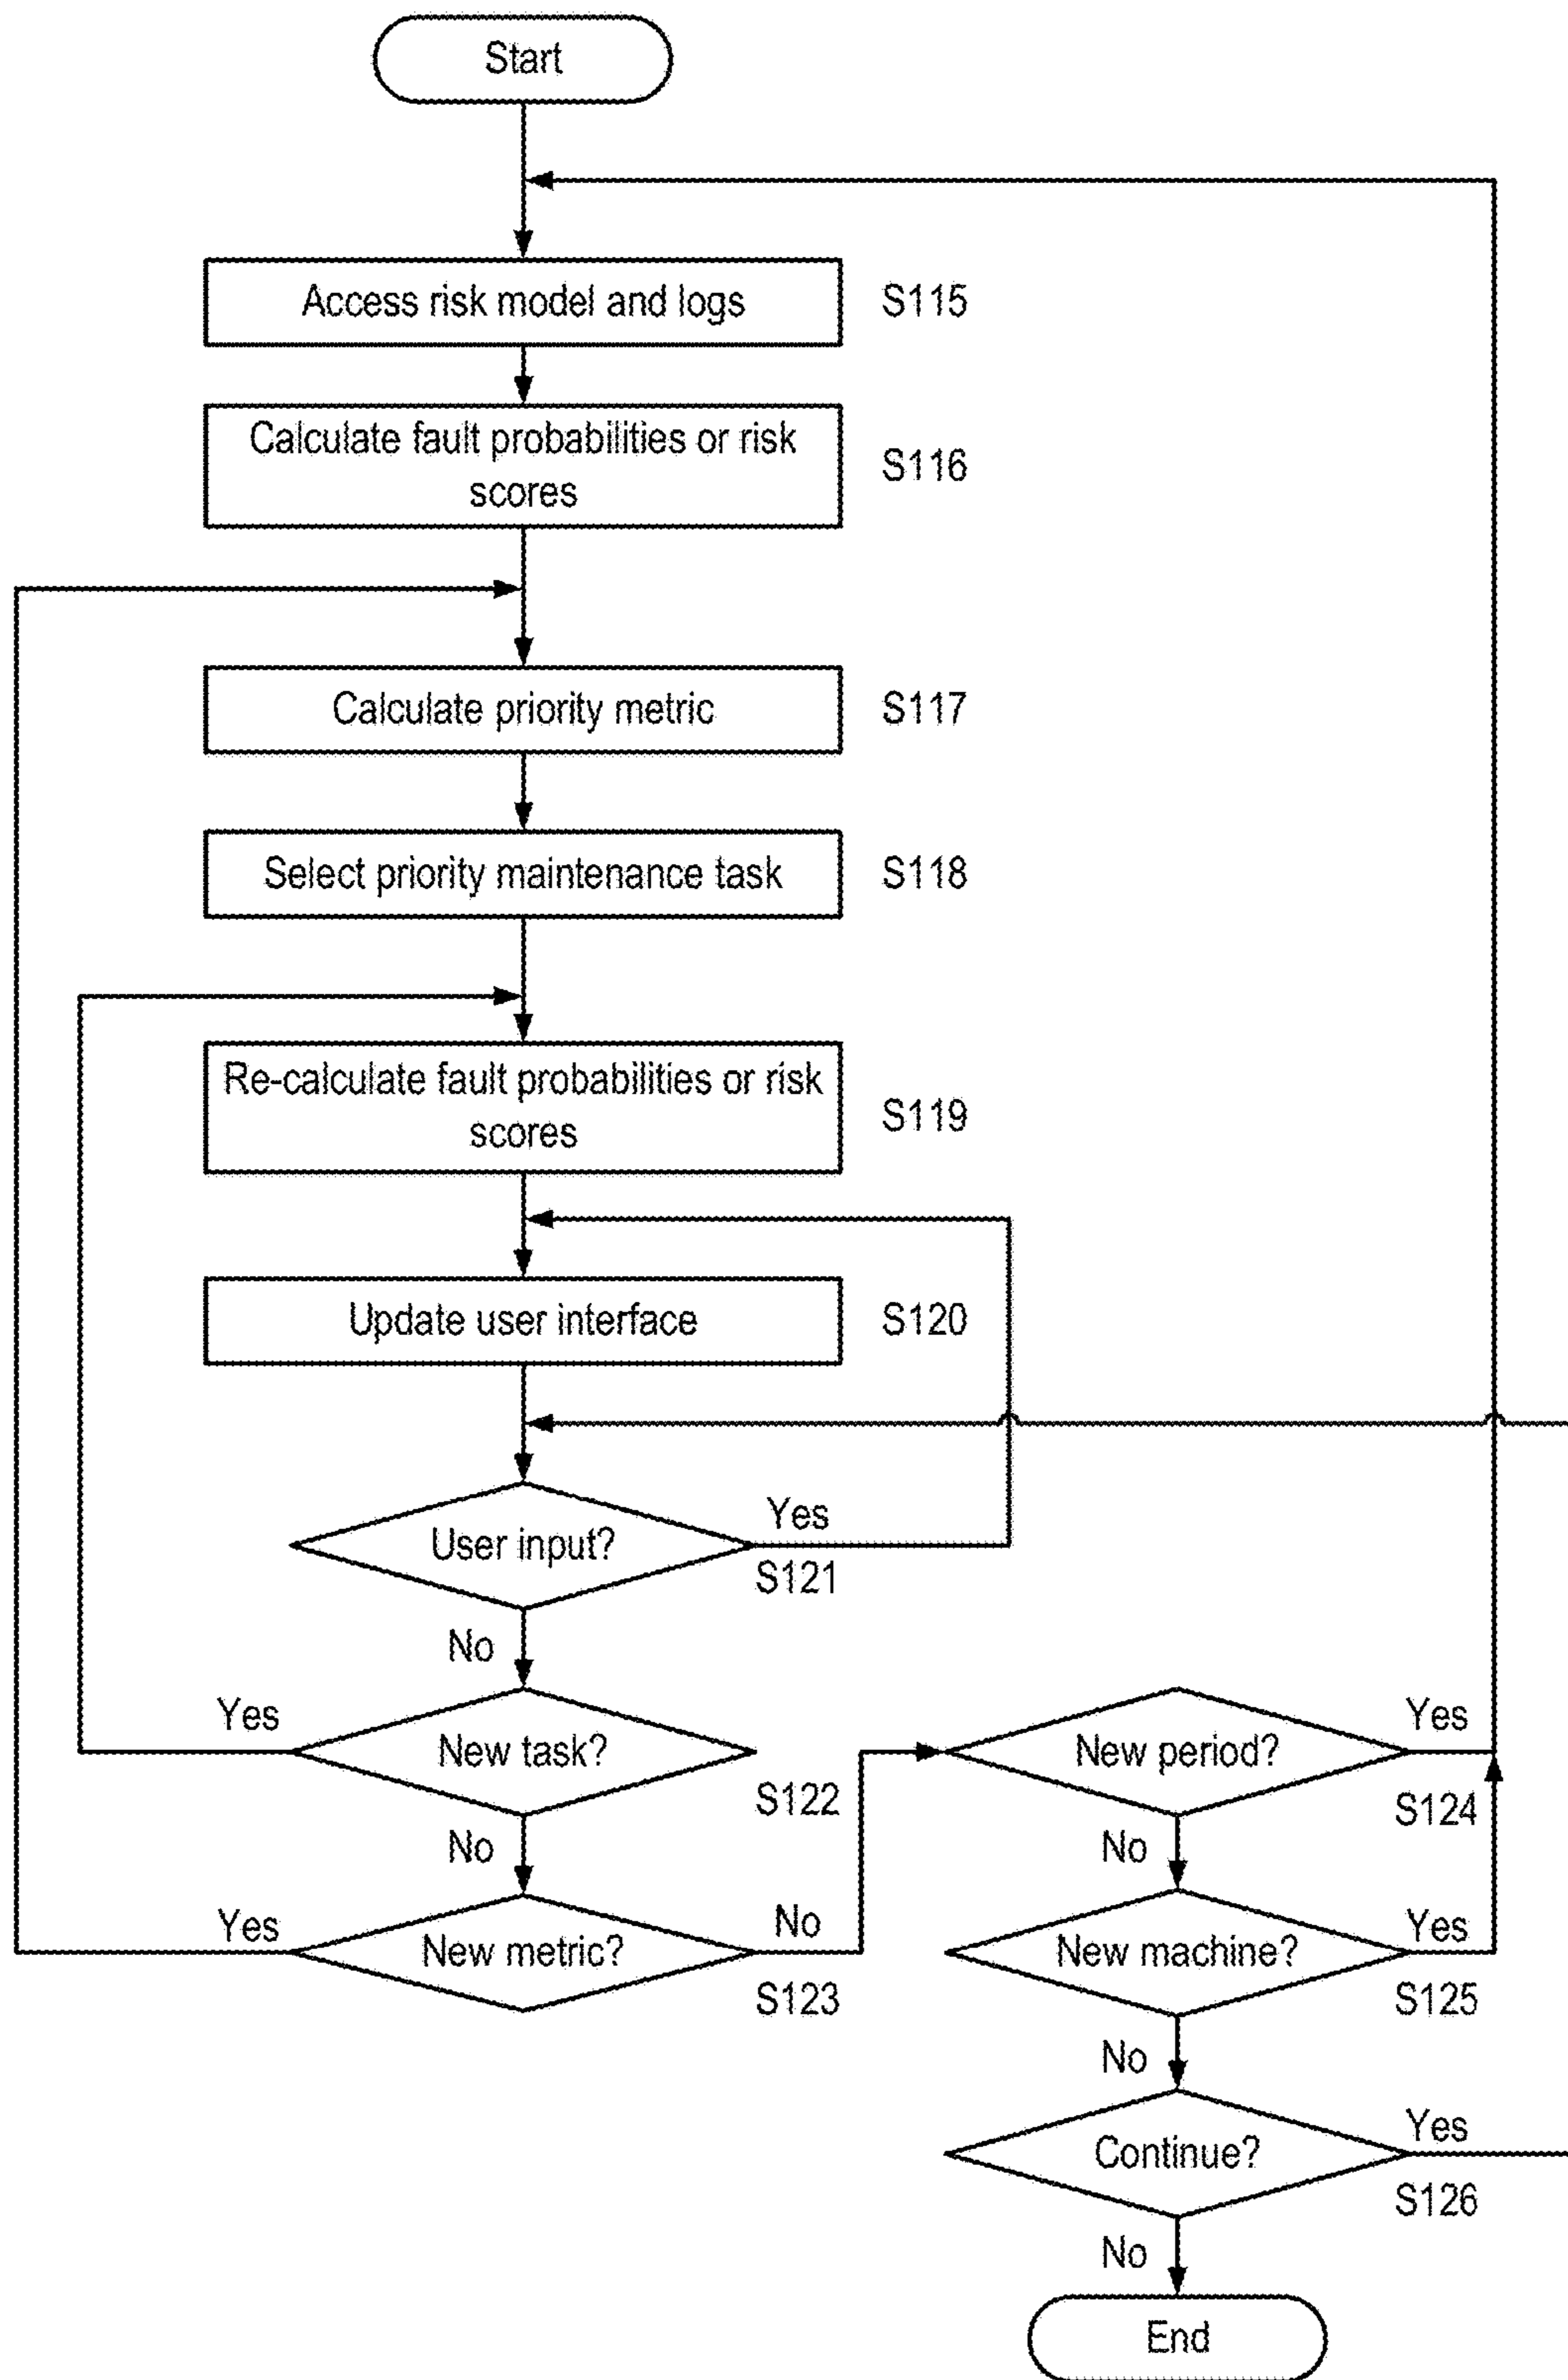 Start
Access risk model and logs
S115
Calculate fault probabilities or risk
scores
S116
Calculate priority metric
S117
Select priority maintenance task
S118
Re-calculate fault probabilities or risk
scores
S119
Update user interface
S120
User input?
Yes
S121
No
New task?
Yes
S122
No
New metric?
Yes
No
S123
New period?
Yes
S124
No
New machine?
Yes
S125
No
Continue?
Yes
S126
No
End